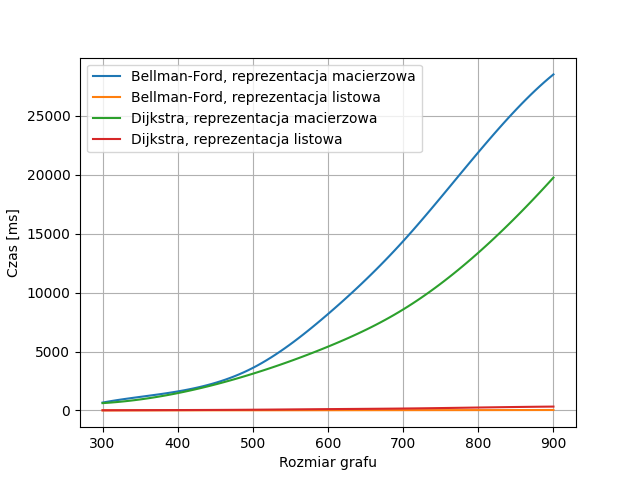 Bellman-Ford, reprezentacja macierzowa
Bellman-Ford, reprezentacja listowa
Dijkstra, reprezentacja macierzowa
Dijkstra, reprezentacja listowa
Czas [ms]
25000
20000
15000
10000
5000
0
300 400 500 600 700 800 900
Rozmiar grafu